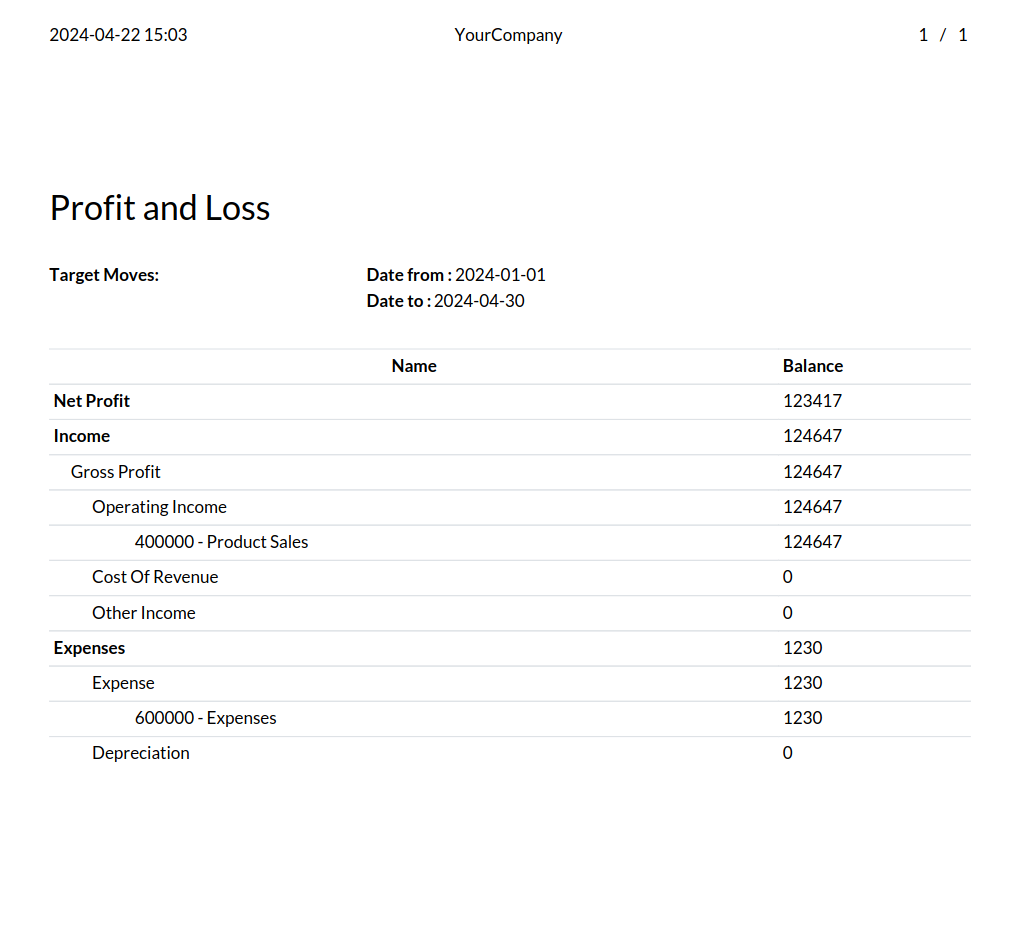 2024-04-22 15:03 YourCompany 1 / 1
Profit and Loss
Target Moves: Date from : 2024-01-01
Date to : 2024-04-30
Name Balance
Net Profit 123417
Income 124647
Gross Profit 124647
Operating Income 124647
400000 - Product Sales 124647
Cost Of Revenue 0
Other Income 0
Expenses 1230
Expense 1230
600000 - Expenses 1230
Depreciation 0